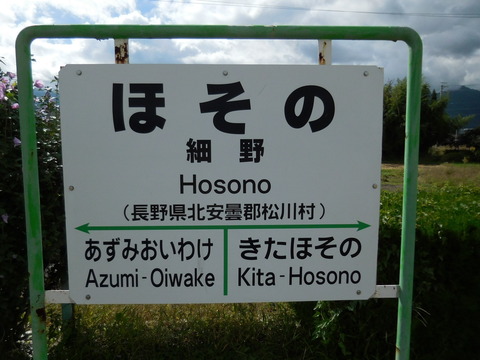 ほその
細野
Hosono
（長野県北安曇郡松川村）
あずみおいわけ きたほその
Azumi-Oiwake Kita-Hosono